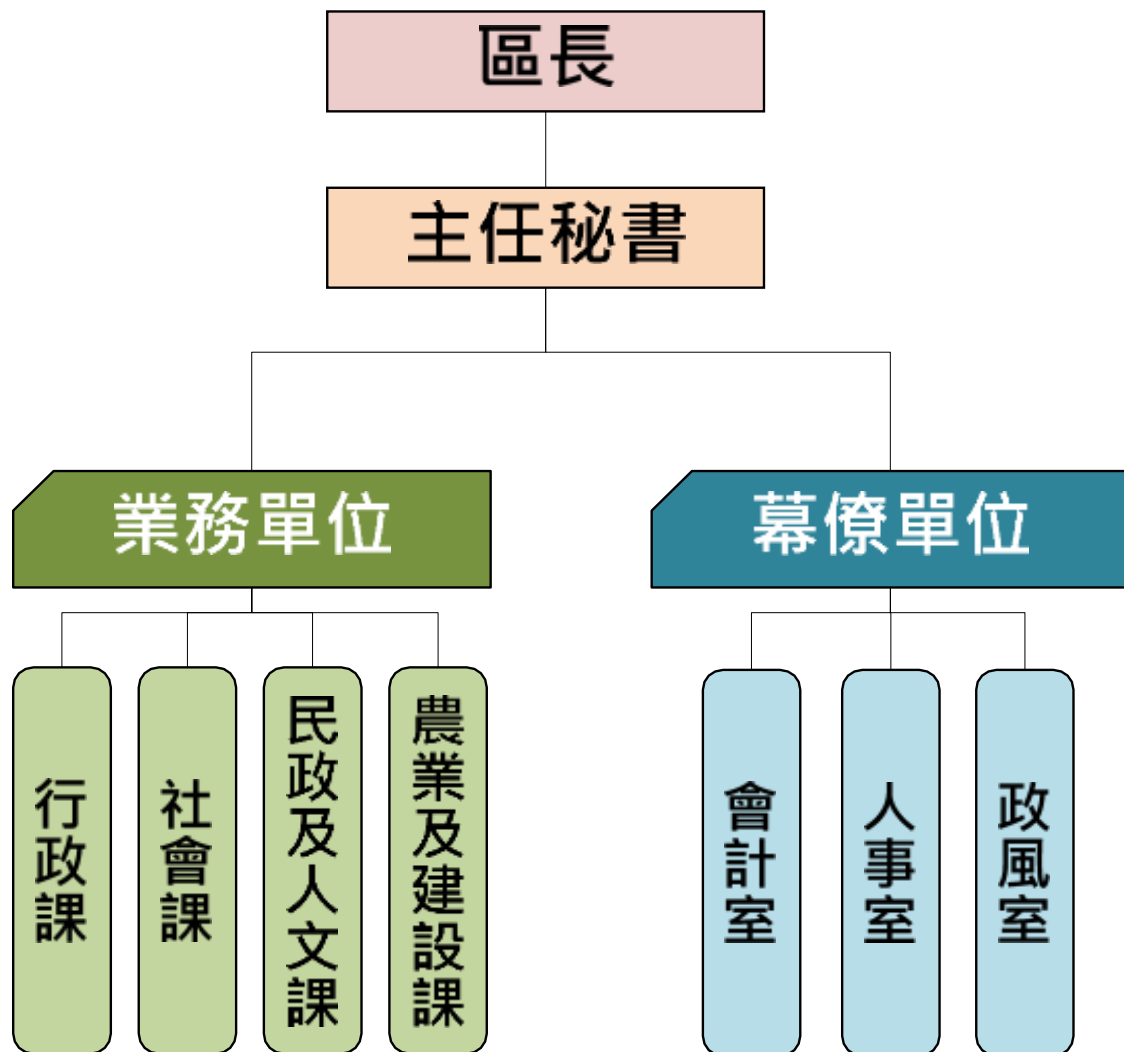 區長
主任秘書
業務單位
幕僚單位
行政課
社會課
民政及人文課
農業及建設課
會計室
人事室
政風室